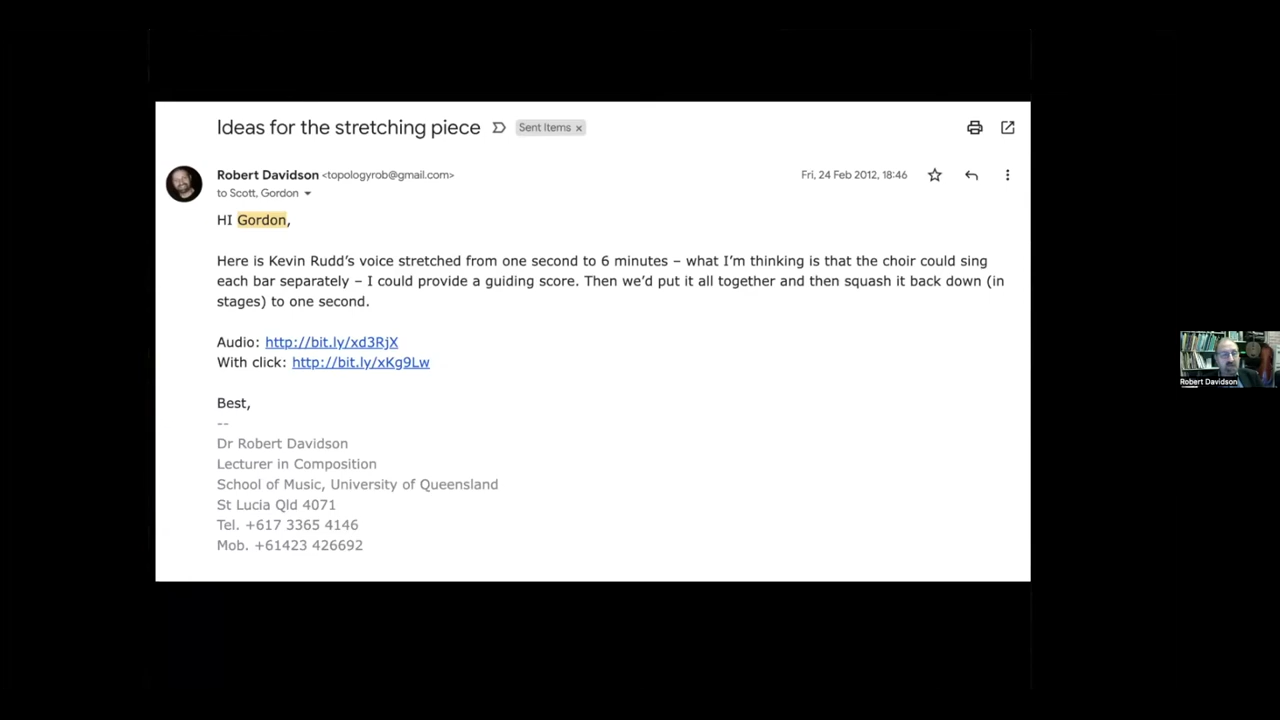 Ideas for the stretching piece
Sent Items ×
Robert Davidson <topologyrob@gmail.com>
Fri, 24 Feb 2012, 18:46
to Scott, Gordon
HI Gordon,
Here is Kevin Rudd’s voice stretched from one second to 6 minutes – what I’m thinking is that the choir could sing
each bar separately – I could provide a guiding score. Then we’d put it all together and then squash it back down (in
stages) to one second.
Audio: http://bit.ly/xd3RjX
With click: http://bit.ly/xKg9Lw
Best,
--
Dr Robert Davidson
Lecturer in Composition
School of Music, University of Queensland
St Lucia Qld 4071
Tel. +617 3365 4146
Mob. +61423 426692
Robert Davidson